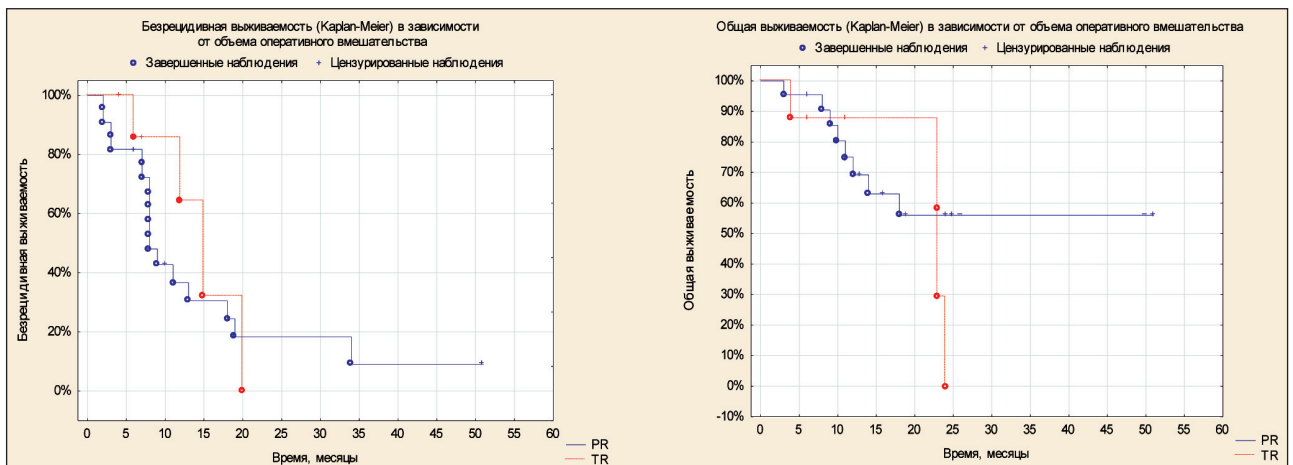 Безрецидивная выживаемость (Kaplan-Meier) в зависимости
от объема оперативного вмешательства
Завершенные наблюдения + Цензурированные наблюдения
Безрецидивная выживаемость
100%
80%
60%
40%
20%
0%
0 5 10 15 20 25 30 35 40 45 50 55 60
Время, месяцы
PR
TR
Общая выживаемость (Kaplan-Meier) в зависимости от объема оперативного вмешательства
Завершенные наблюдения + Цензурированные наблюдения
Общая выживаемость
100%
90%
80%
70%
60%
50%
40%
30%
20%
10%
0%
-10%
0 5 10 15 20 25 30 35 40 45 50 55 60
Время, месяцы
PR
TR